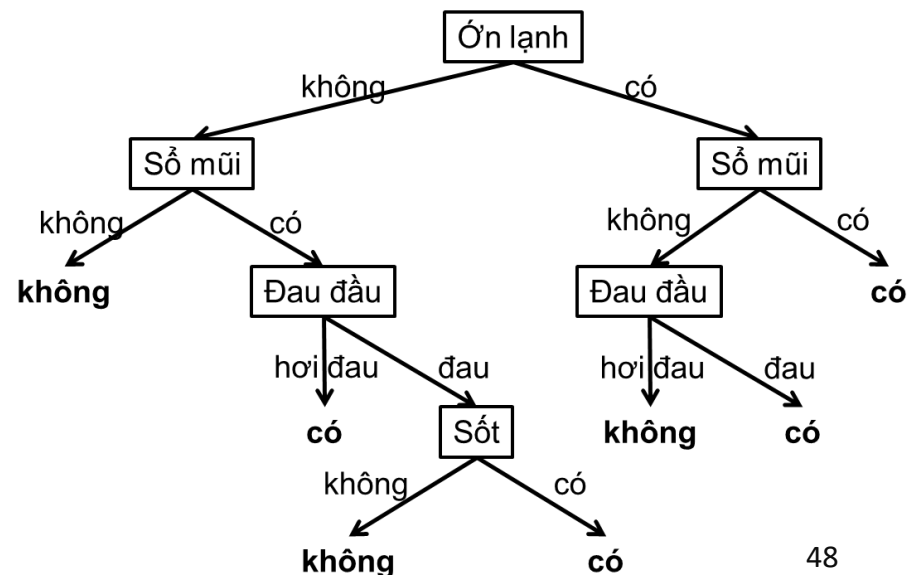 Ớn lạnh
không
có
Sổ mũi
Sổ mũi
không
có
không
có
không
Đau đầu
Đau đầu
có
hơi đau
đau
hơi đau
đau
có
Sốt
không
có
không
có
không
có
48